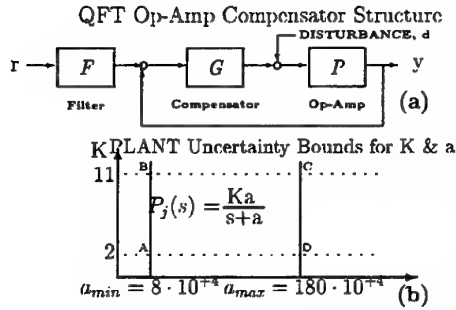 QFT Op-Amp Compensator Structure
DISTURBANCE, d
r F G P y
Filter Compensator Op-Amp (a)
K PLANT Uncertainty Bounds for K & a
11 B C
P_j(s) = Ka/(s+a)
2 A D
a_min = 8 · 10^+4 a_max = 180 · 10^+4 (b)